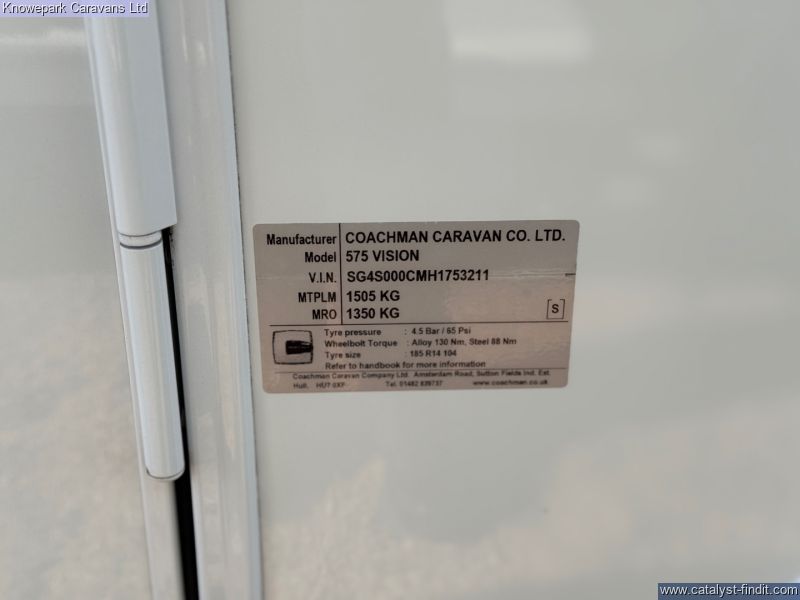 Knowepark Caravans Ltd
Manufacturer COACHMAN CARAVAN CO. LTD.
Model 575 VISION
V.I.N. SG4S000CMH1753211
MTPLM 1505 KG
MRO 1350 KG [S]
Tyre pressure : 4.5 Bar / 65 Psi
Wheelbolt Torque : Alloy 130 Nm, Steel 88 Nm
Tyre size : 185 R14 104
Refer to handbook for more information
Coachman Caravan Company Ltd. Amsterdam Road, Sutton Fields Ind. Est.
Hull, HU7 0XF Tel. 01482 839737 www.coachman.co.uk
www.catalyst-findit.com